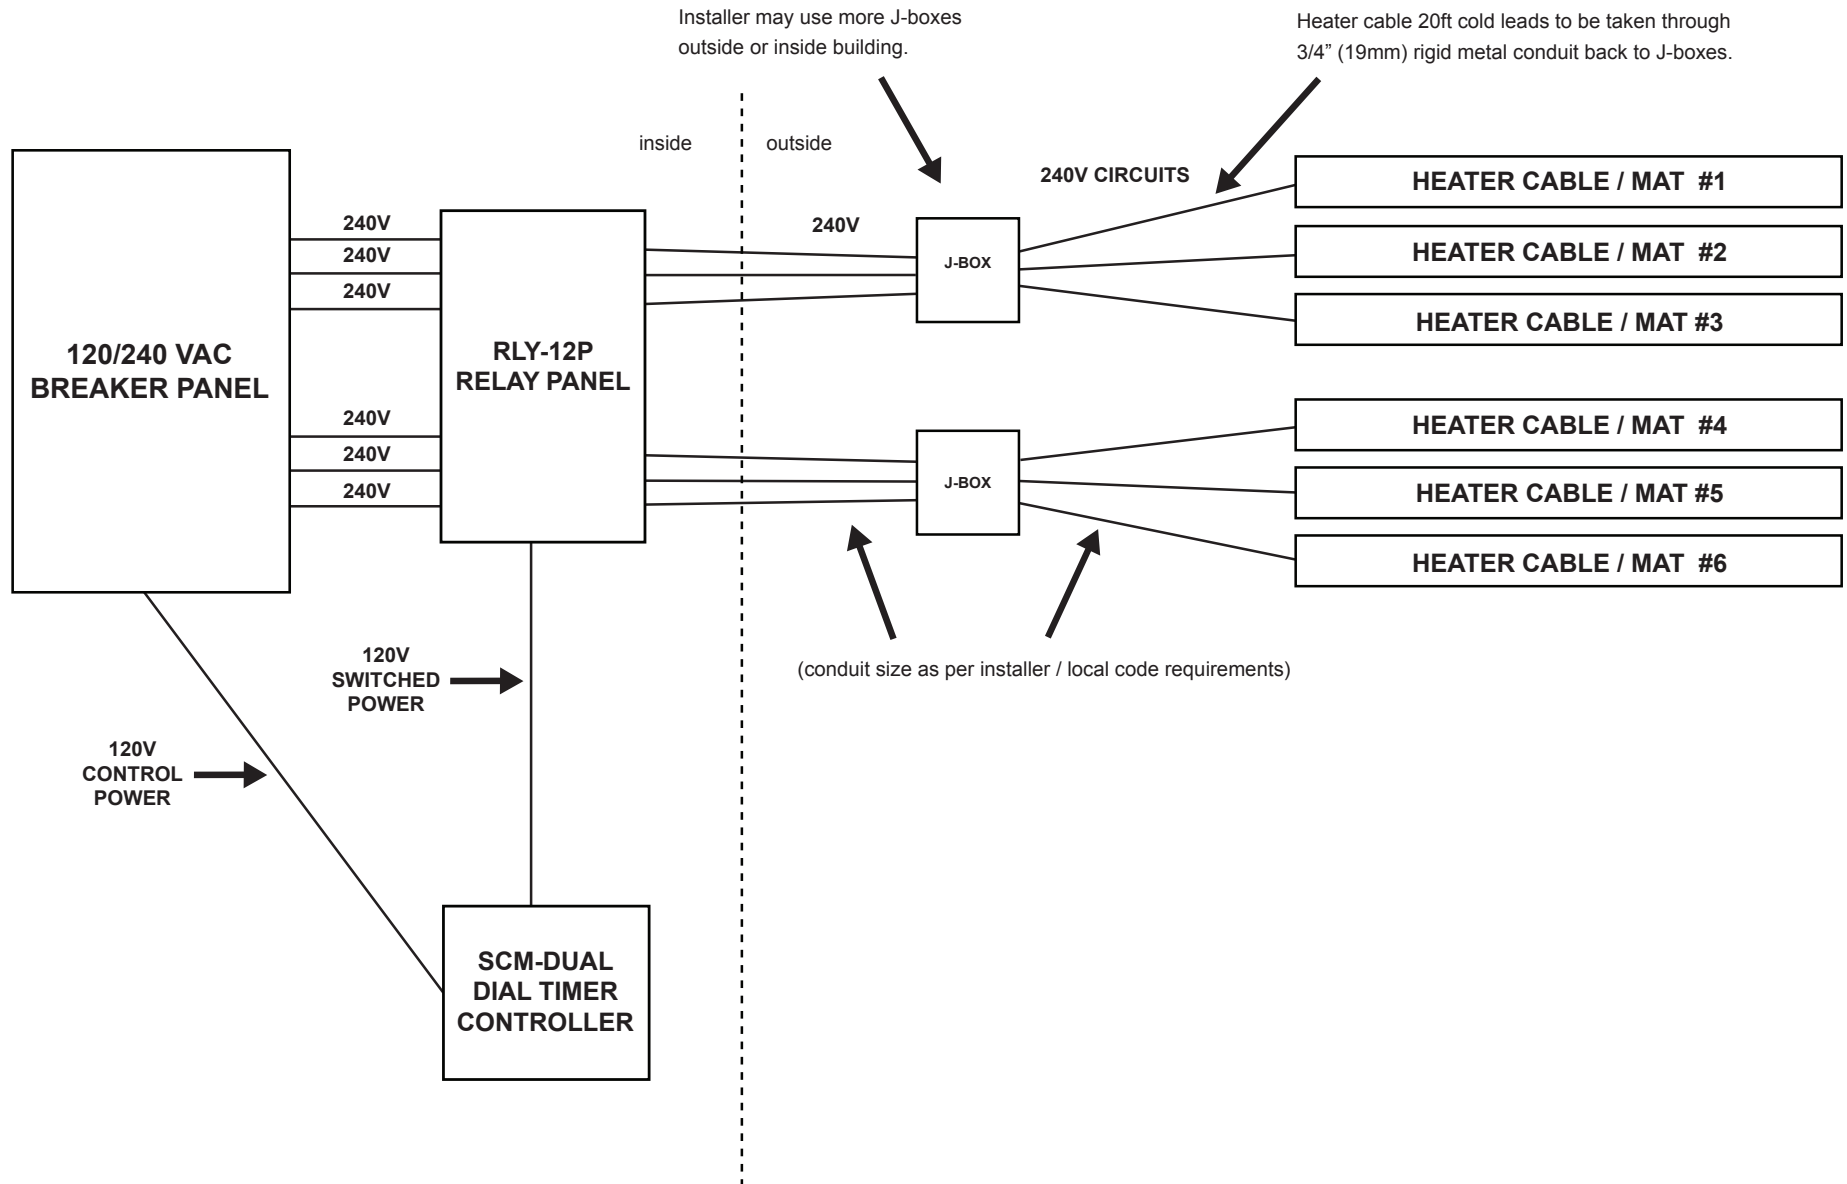 Installer may use more J-boxes
outside or inside building.
Heater cable 20ft cold leads to be taken through
3/4” (19mm) rigid metal conduit back to J-boxes.
inside
outside
240V CIRCUITS
120/240 VAC
BREAKER PANEL
240V
240V
240V
240V
240V
240V
RLY-12P
RELAY PANEL
240V
J-BOX
J-BOX
HEATER CABLE / MAT #1
HEATER CABLE / MAT #2
HEATER CABLE / MAT #3
HEATER CABLE / MAT #4
HEATER CABLE / MAT #5
HEATER CABLE / MAT #6
(conduit size as per installer / local code requirements)
120V
SWITCHED
POWER
120V
CONTROL
POWER
SCM-DUAL
DIAL TIMER
CONTROLLER